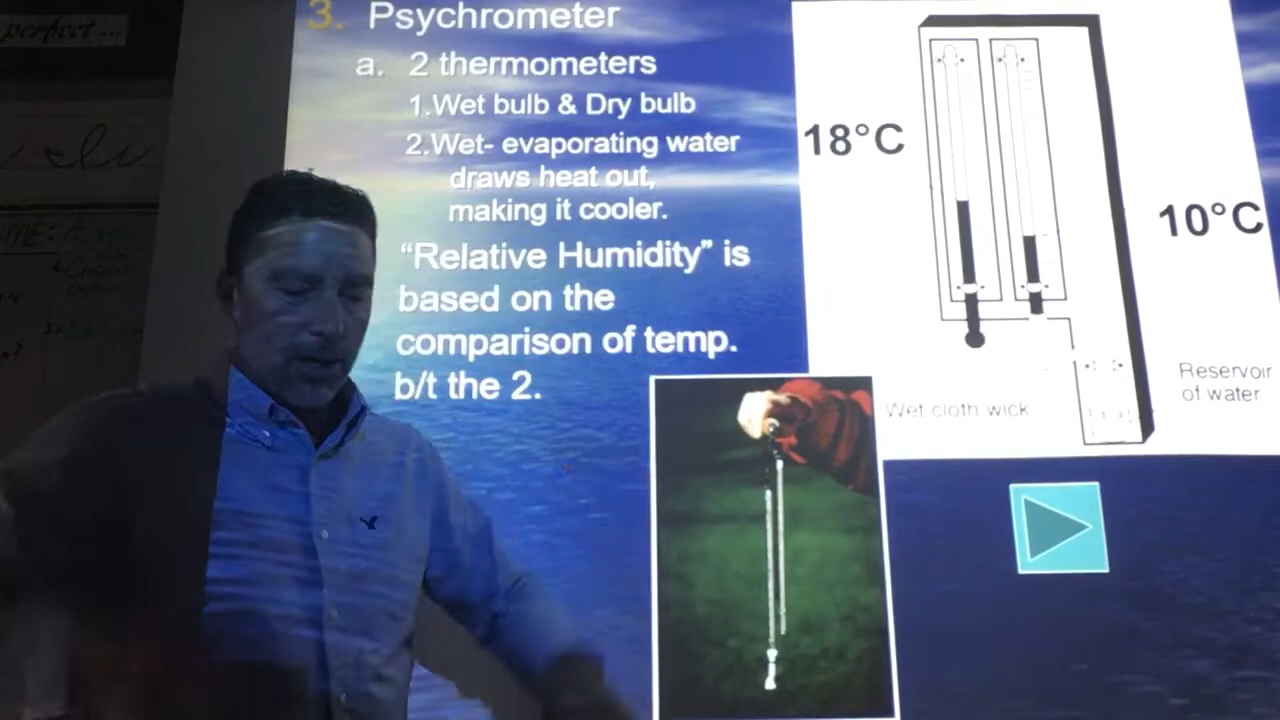 perfect...
3. Psychrometer
a. 2 thermometers
1.Wet bulb & Dry bulb
2.Wet- evaporating water
draws heat out,
making it cooler.
“Relative Humidity” is
based on the
comparison of temp.
b/t the 2.
18°C
10°C
Reservoir
of water
Wet cloth wick